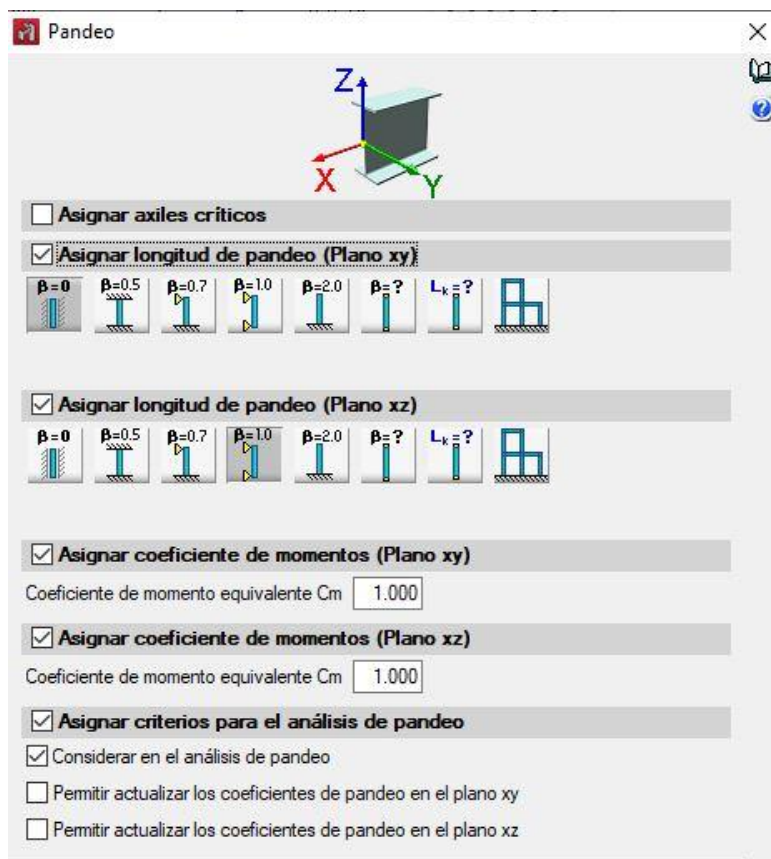 Pandeo
Z
X
Y
Asignar axiles críticos
Asignar longitud de pandeo (Plano xy)
β=0 β=0.5 β=0.7 β=1.0 β=2.0 β=? Lk=?
Asignar longitud de pandeo (Plano xz)
β=0 β=0.5 β=0.7 β=1.0 β=2.0 β=? Lk=?
Asignar coeficiente de momentos (Plano xy)
Coeficiente de momento equivalente Cm 1.000
Asignar coeficiente de momentos (Plano xz)
Coeficiente de momento equivalente Cm 1.000
Asignar criterios para el análisis de pandeo
Considerar en el análisis de pandeo
Permitir actualizar los coeficientes de pandeo en el plano xy
Permitir actualizar los coeficientes de pandeo en el plano xz